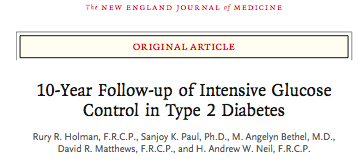 The NEW ENGLAND JOURNAL of MEDICINE
ORIGINAL ARTICLE
10-Year Follow-up of Intensive Glucose
Control in Type 2 Diabetes
Rury R. Holman, F.R.C.P., Sanjoy K. Paul, Ph.D., M. Angelyn Bethel, M.D.,
David R. Matthews, F.R.C.P., and H. Andrew W. Neil, F.R.C.P.